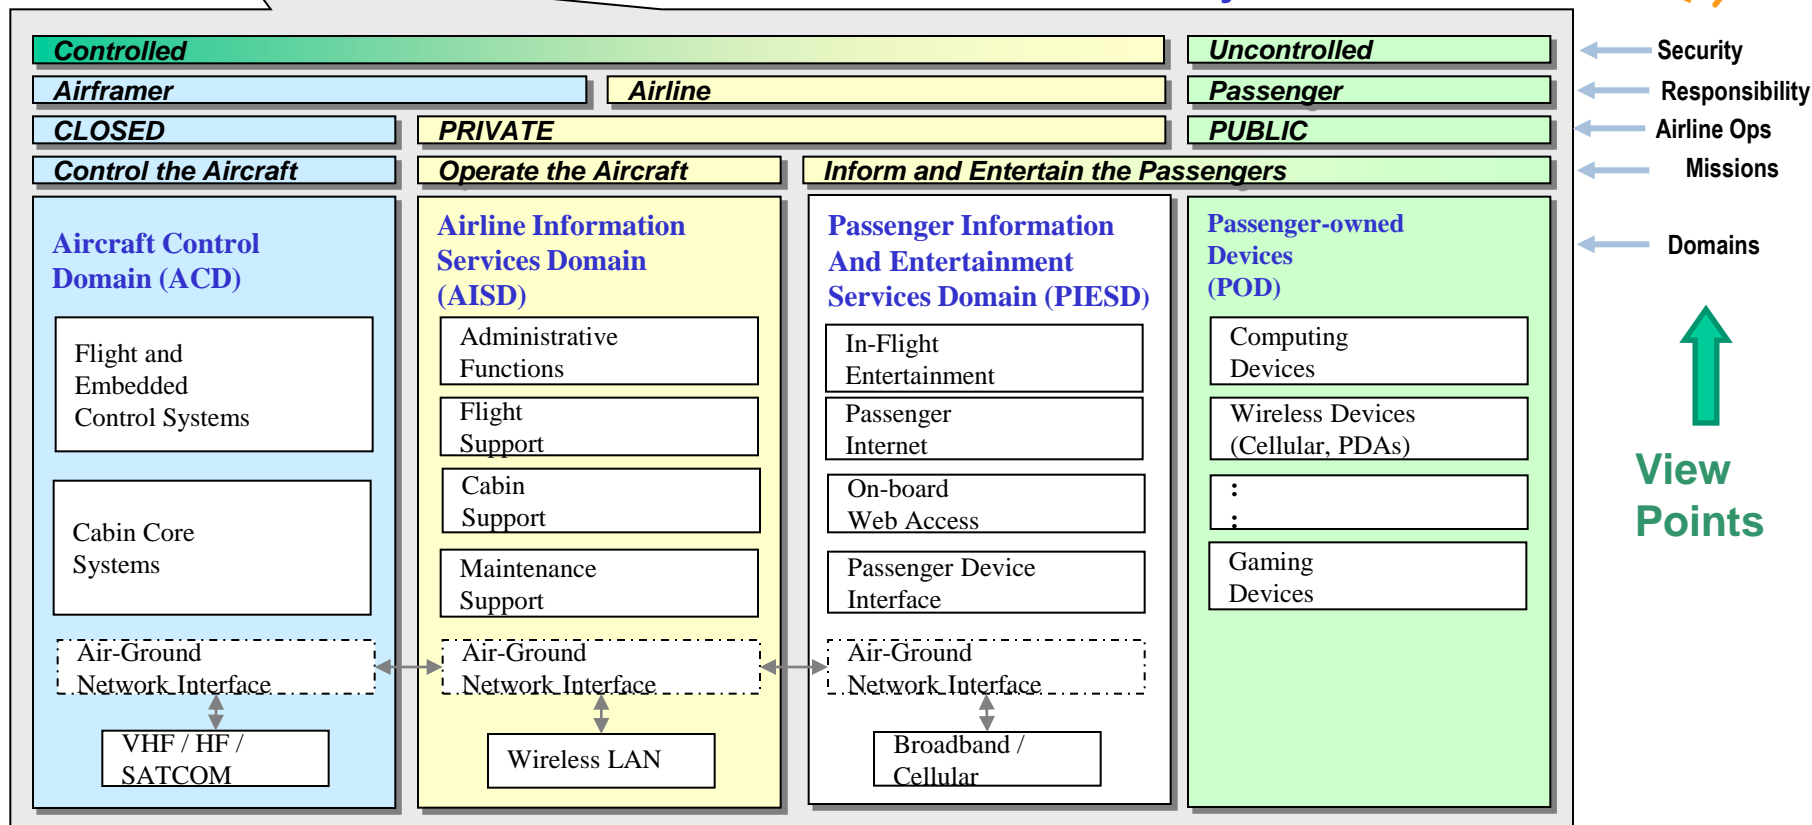 Controlled
Uncontrolled
Security
Airframer
Airline
Passenger
Responsibility
CLOSED
PRIVATE
PUBLIC
Airline Ops
Control the Aircraft
Operate the Aircraft
Inform and Entertain the Passengers
Missions
Aircraft Control
Domain (ACD)
Flight and
Embedded
Control Systems
Cabin Core
Systems
Air-Ground
Network Interface
VHF / HF /
SATCOM
Airline Information
Services Domain
(AISD)
Administrative
Functions
Flight
Support
Cabin
Support
Maintenance
Support
Air-Ground
Network Interface
Wireless LAN
Passenger Information
And Entertainment
Services Domain (PIESD)
In-Flight
Entertainment
Passenger
Internet
On-board
Web Access
Passenger Device
Interface
Air-Ground
Network Interface
Broadband /
Cellular
Passenger-owned
Devices
(POD)
Computing
Devices
Wireless Devices
(Cellular, PDAs)
:
:
Gaming
Devices
Domains
View
Points